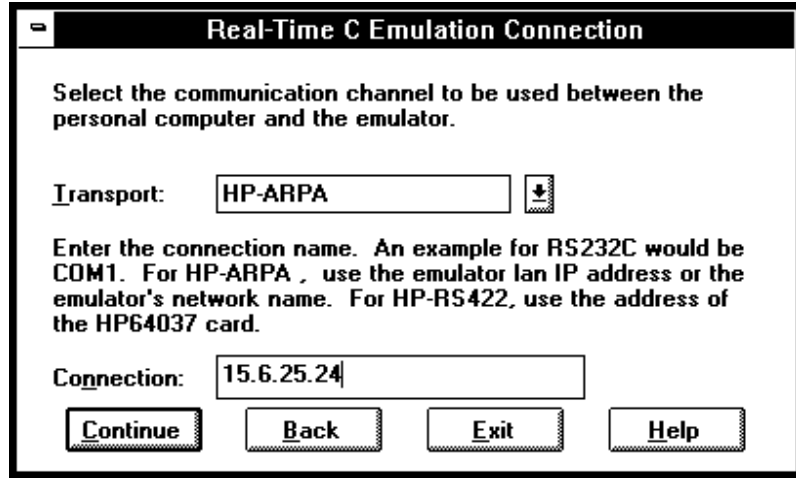 Real-Time C Emulation Connection
Select the communication channel to be used between the
personal computer and the emulator.
Transport: HP-ARPA
Enter the connection name. An example for RS232C would be
COM1. For HP-ARPA , use the emulator lan IP address or the
emulator's network name. For HP-RS422, use the address of
the HP64037 card.
Connection: 15.6.25.24
Continue Back Exit Help